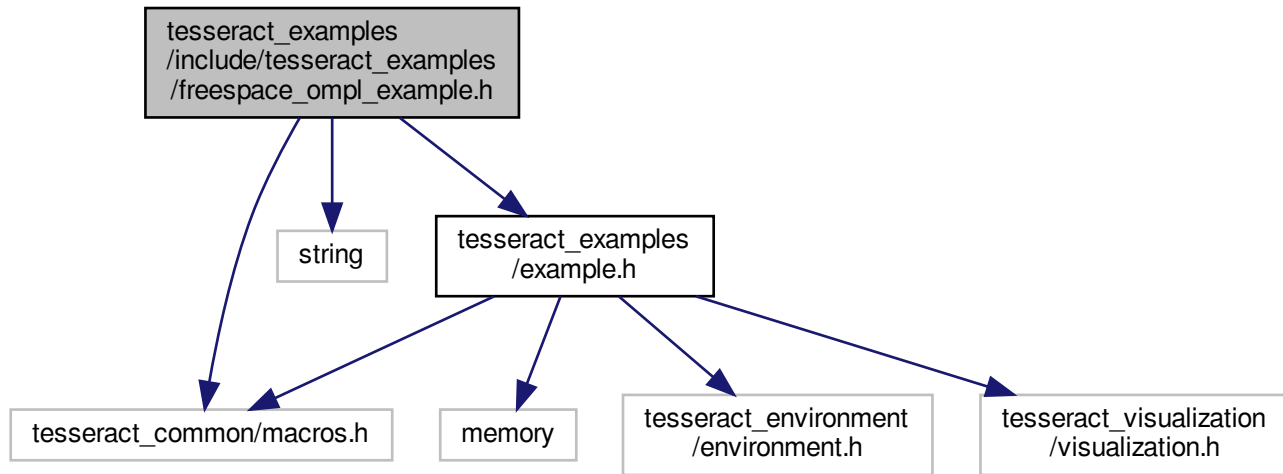 tesseract_examples
/include/tesseract_examples
/freespace_ompl_example.h
string
tesseract_examples
/example.h
tesseract_common/macros.h
memory
tesseract_environment
/environment.h
tesseract_visualization
/visualization.h